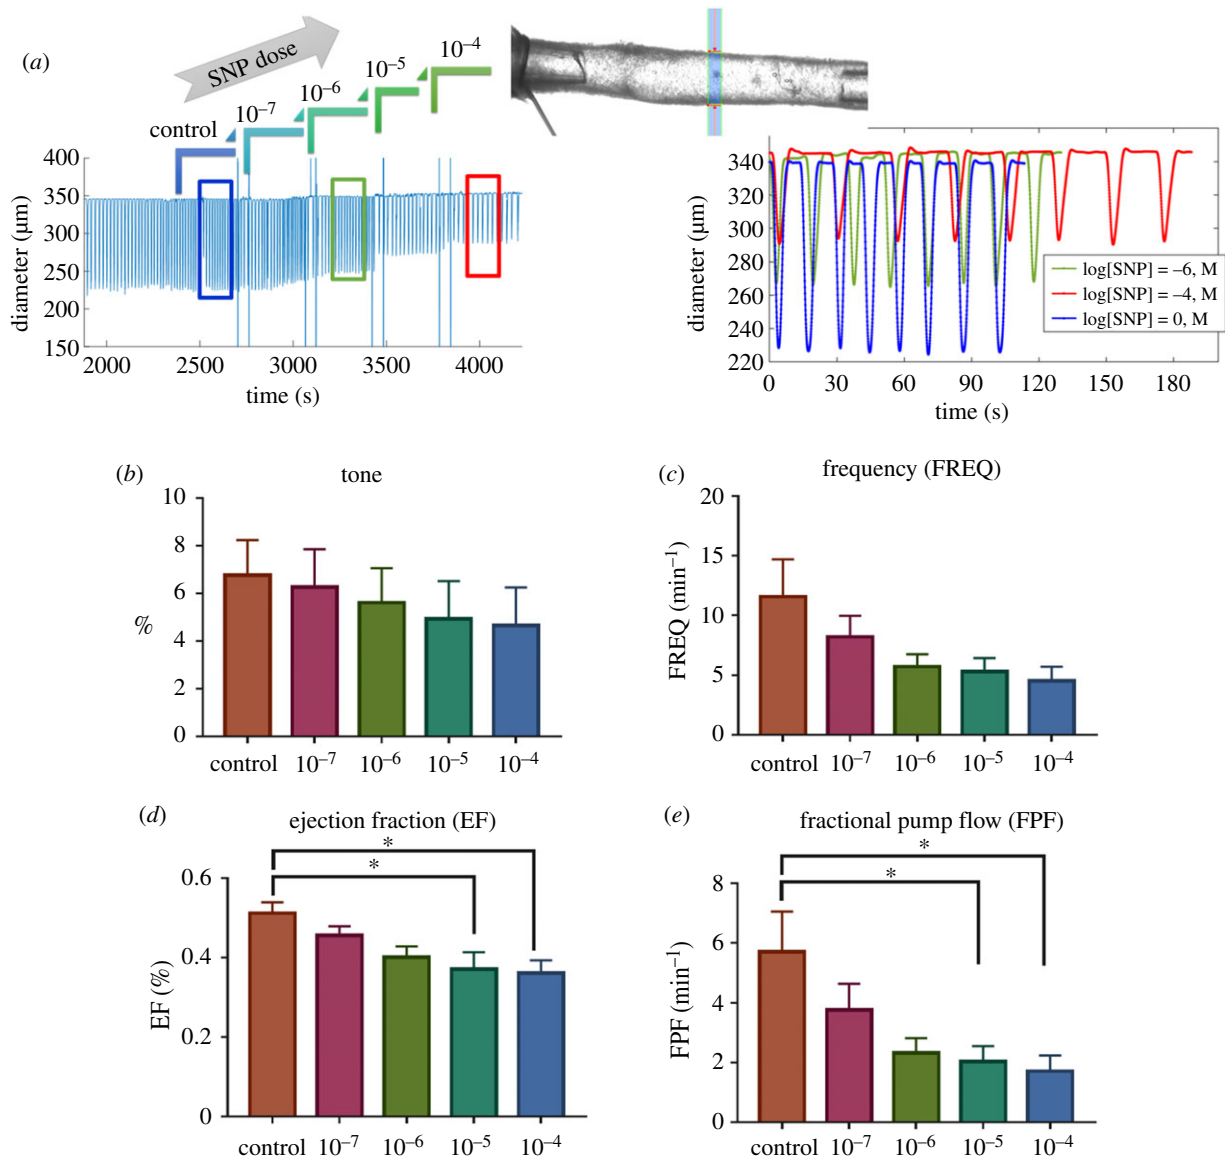 (a)
SNP dose
control
10⁻⁷
10⁻⁶
10⁻⁵
10⁻⁴
400
350
300
250
200
150
diameter (µm)
2000 2500 3000 3500 4000
time (s)
340
320
300
280
260
240
220
diameter (µm)
log[SNP] = –6, M
log[SNP] = –4, M
log[SNP] = 0, M
0 30 60 90 120 150 180
time (s)
(b)
tone
10
8
6
4
2
0
%
control 10⁻⁷ 10⁻⁶ 10⁻⁵ 10⁻⁴
(c)
frequency (FREQ)
20
15
10
5
0
FREQ (min⁻¹)
control 10⁻⁷ 10⁻⁶ 10⁻⁵ 10⁻⁴
(d)
ejection fraction (EF)
*
*
0.6
0.4
0.2
0
EF (%)
control 10⁻⁷ 10⁻⁶ 10⁻⁵ 10⁻⁴
(e)
fractional pump flow (FPF)
*
*
8
6
4
2
0
FPF (min⁻¹)
control 10⁻⁷ 10⁻⁶ 10⁻⁵ 10⁻⁴